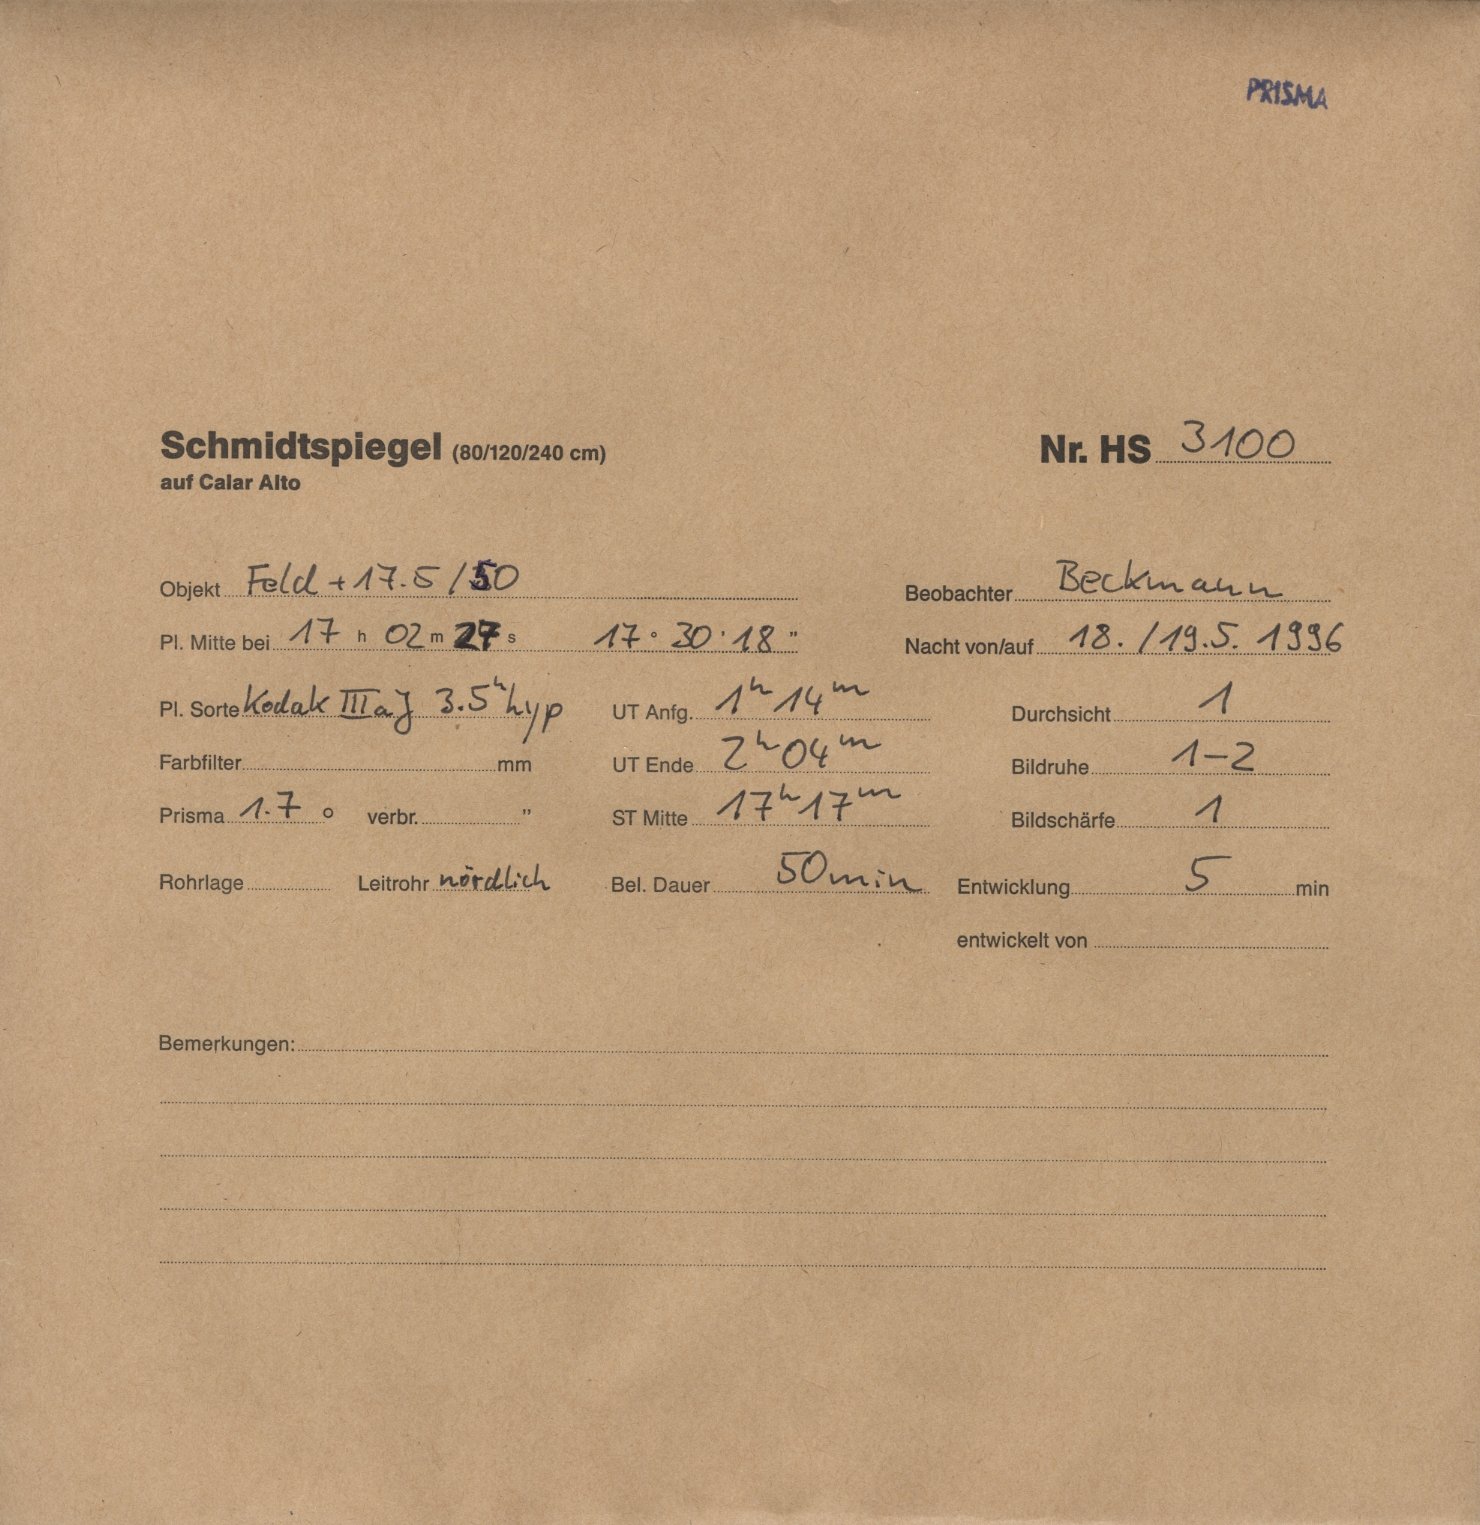 PRISMA
Schmidtspiegel (80/120/240 cm) Nr. HS 3100
auf Calar Alto
Objekt Feld +17.5/50 Beobachter Beckmann
Pl. Mitte bei 17 h 02 m 27 s 17° 30' 18" Nacht von/auf 18./19.5. 1996
Pl. Sorte Kodak IIIaJ 3.5h hyp UT Anfg. 1h 14m Durchsicht 1
Farbfilter mm UT Ende 2h 04m Bildruhe 1-2
Prisma 1.7 ° verbr. " ST Mitte 17h 17m Bildschärfe 1
Rohrlage Leitrohr nördlich Bel. Dauer 50min Entwicklung 5 min
entwickelt von
Bemerkungen: